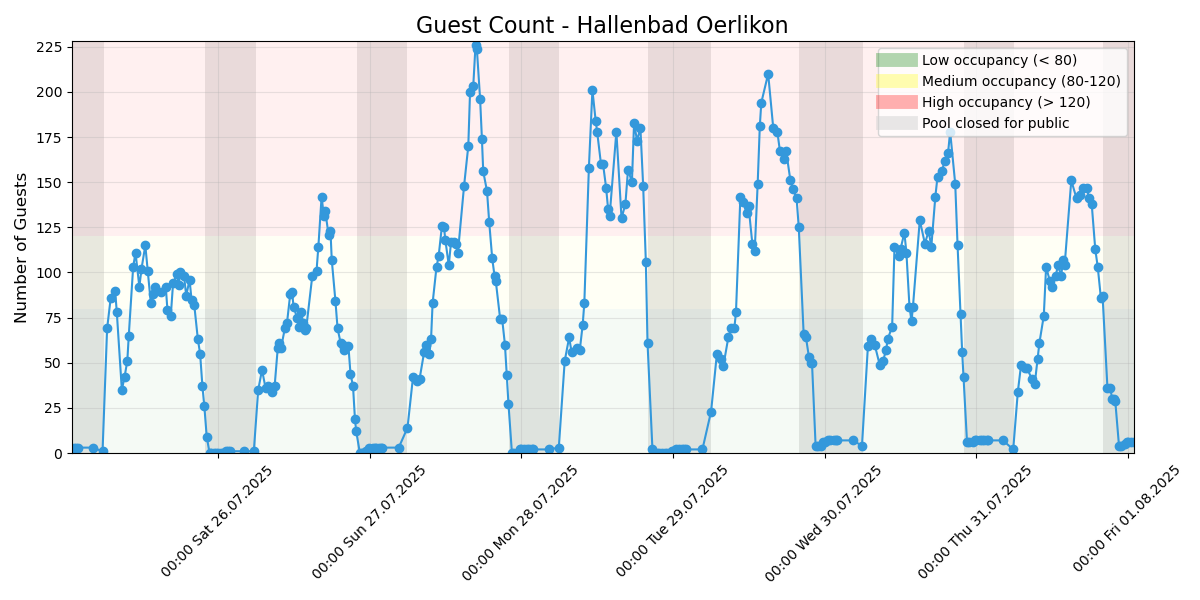 Guest Count - Hallenbad Oerlikon
Number of Guests
225
200
175
150
125
100
75
50
25
0
Low occupancy (< 80)
Medium occupancy (80-120)
High occupancy (> 120)
Pool closed for public
00:00 Sat 26.07.2025
00:00 Sun 27.07.2025
00:00 Mon 28.07.2025
00:00 Tue 29.07.2025
00:00 Wed 30.07.2025
00:00 Thu 31.07.2025
00:00 Fri 01.08.2025